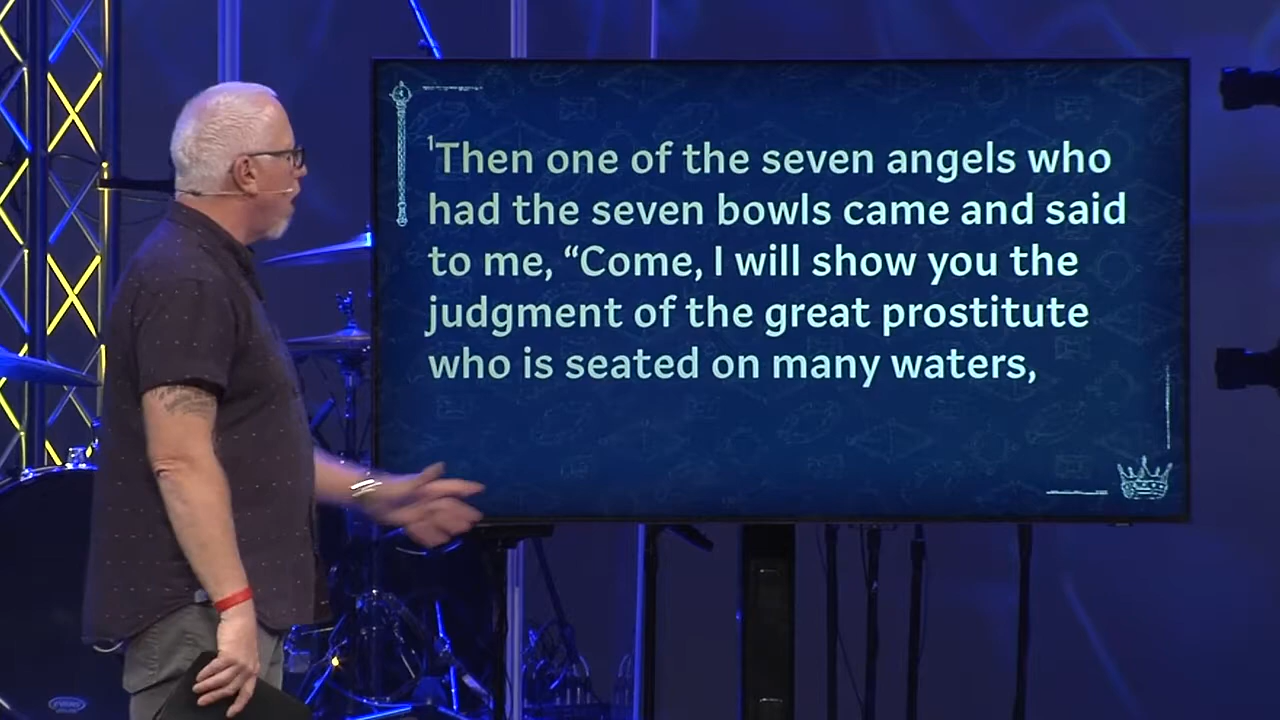 ¹Then one of the seven angels who
had the seven bowls came and said
to me, “Come, I will show you the
judgment of the great prostitute
who is seated on many waters,
EVANS